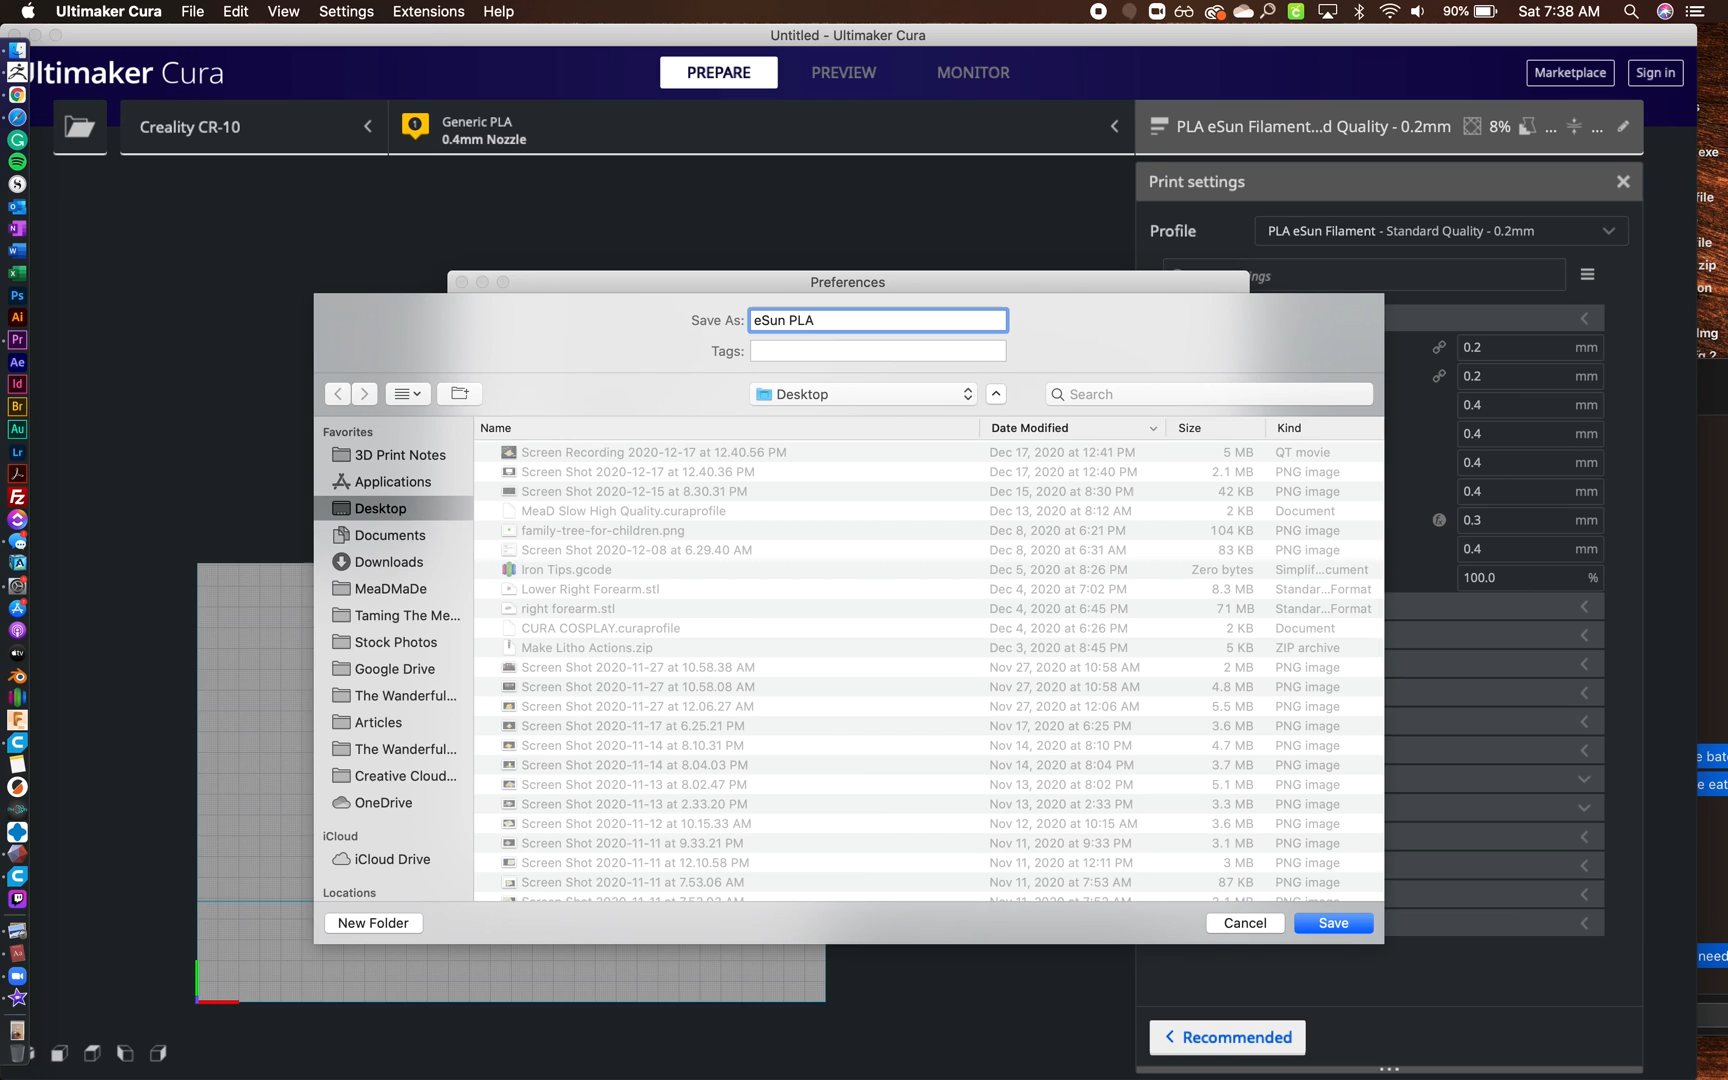 Ultimaker Cura File Edit View Settings Extensions Help
90% Sat 7:38 AM
Untitled - Ultimaker Cura
ltimaker Cura
PREPARE PREVIEW MONITOR
Marketplace Sign in
Creality CR-10
1
Generic PLA
0.4mm Nozzle
PLA eSun Filament...d Quality - 0.2mm 8% ... ...
Print settings
Profile PLA eSun Filament - Standard Quality - 0.2mm
ngs
Preferences
Save As: eSun PLA
Tags:
Desktop
Search
Favorites
3D Print Notes
Applications
Desktop
Documents
Downloads
MeaDMaDe
Taming The Me...
Stock Photos
Google Drive
The Wanderful...
Articles
The Wanderful...
Creative Cloud...
OneDrive
iCloud
iCloud Drive
Locations
Name Date Modified Size Kind
Screen Recording 2020-12-17 at 12.40.56 PM Dec 17, 2020 at 12:41 PM 5 MB QT movie
Screen Shot 2020-12-17 at 12.40.36 PM Dec 17, 2020 at 12:40 PM 2.1 MB PNG image
Screen Shot 2020-12-15 at 8.30.31 PM Dec 15, 2020 at 8:30 PM 42 KB PNG image
MeaD Slow High Quality.curaprofile Dec 13, 2020 at 8:12 AM 2 KB Document
family-tree-for-children.png Dec 8, 2020 at 6:21 PM 104 KB PNG image
Screen Shot 2020-12-08 at 6.29.40 AM Dec 8, 2020 at 6:31 AM 83 KB PNG image
Iron Tips.gcode Dec 5, 2020 at 8:26 PM Zero bytes Simplif...cument
Lower Right Forearm.stl Dec 4, 2020 at 7:02 PM 8.3 MB Standar...Format
right forearm.stl Dec 4, 2020 at 6:45 PM 71 MB Standar...Format
CURA COSPLAY.curaprofile Dec 4, 2020 at 6:26 PM 2 KB Document
Make Litho Actions.zip Dec 3, 2020 at 8:45 PM 5 KB ZIP archive
Screen Shot 2020-11-27 at 10.58.38 AM Nov 27, 2020 at 10:58 AM 2 MB PNG image
Screen Shot 2020-11-27 at 10.58.08 AM Nov 27, 2020 at 10:58 AM 4.8 MB PNG image
Screen Shot 2020-11-27 at 12.06.27 AM Nov 27, 2020 at 12:06 AM 5.5 MB PNG image
Screen Shot 2020-11-17 at 6.25.21 PM Nov 17, 2020 at 6:25 PM 3.6 MB PNG image
Screen Shot 2020-11-14 at 8.10.31 PM Nov 14, 2020 at 8:10 PM 4.7 MB PNG image
Screen Shot 2020-11-14 at 8.04.03 PM Nov 14, 2020 at 8:04 PM 3.7 MB PNG image
Screen Shot 2020-11-13 at 8.02.47 PM Nov 13, 2020 at 8:02 PM 5.1 MB PNG image
Screen Shot 2020-11-13 at 2.33.20 PM Nov 13, 2020 at 2:33 PM 3.3 MB PNG image
Screen Shot 2020-11-12 at 10.15.33 AM Nov 12, 2020 at 10:15 AM 3.6 MB PNG image
Screen Shot 2020-11-11 at 9.33.21 PM Nov 11, 2020 at 9:33 PM 3.1 MB PNG image
Screen Shot 2020-11-11 at 12.10.58 PM Nov 11, 2020 at 12:11 PM 3 MB PNG image
Screen Shot 2020-11-11 at 7.53.06 AM Nov 11, 2020 at 7:53 AM 87 KB PNG image
New Folder Cancel Save
0.2 mm
0.2 mm
0.4 mm
0.4 mm
0.4 mm
0.4 mm
0.3 mm
0.4 mm
100.0 %
Recommended
exe
file
ile
zip
on
Img
e bat
e eat
need
Ps
Ai
Pr
Ae
Id
Br
Au
Lr
Fz